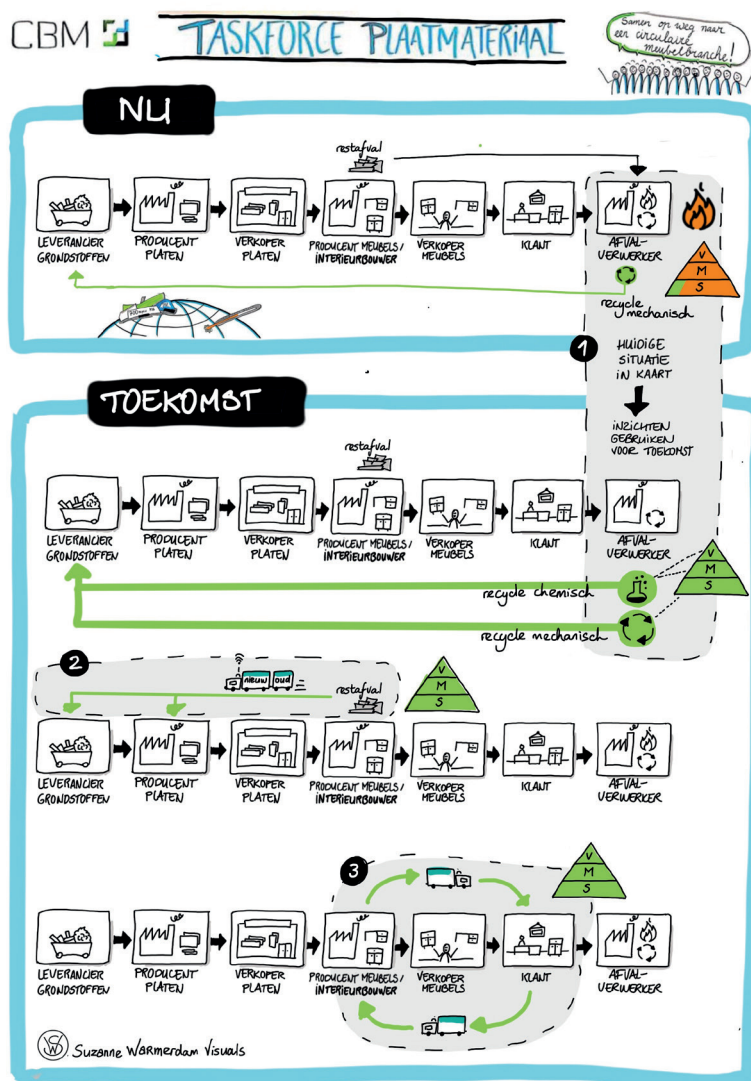 CBM
TASKFORCE PLAATMATERIAAL
Samen op weg naar
een circulaire
meubelbranche!
NU
restafval
LEVERANCIER
GRONDSTOFFEN
PRODUCENT
PLATEN
VERKOPER
PLATEN
PRODUCENT MEUBELS/
INTERIEURBOUWER
VERKOPER
MEUBELS
KLANT
AFVAL-
VERWERKER
V
M
S
recycle
mechanisch
1
HUIDIGE
SITUATIE
IN KAART
INZICHTEN
GEBRUIKEN
VOOR TOEKOMST
TOEKOMST
restafval
LEVERANCIER
GRONDSTOFFEN
PRODUCENT
PLATEN
VERKOPER
PLATEN
PRODUCENT MEUBELS/
INTERIEURBOUWER
VERKOPER
MEUBELS
KLANT
AFVAL-
VERWERKER
V
M
S
recycle chemisch
recycle mechanisch
2
NIEUW OUD
restafval
V
M
S
LEVERANCIER
GRONDSTOFFEN
PRODUCENT
PLATEN
VERKOPER
PLATEN
PRODUCENT MEUBELS/
INTERIEURBOUWER
VERKOPER
MEUBELS
KLANT
AFVAL-
VERWERKER
3
V
M
S
LEVERANCIER
GRONDSTOFFEN
PRODUCENT
PLATEN
VERKOPER
PLATEN
PRODUCENT MEUBELS/
INTERIEURBOUWER
VERKOPER
MEUBELS
KLANT
AFVAL-
VERWERKER
Suzanne Warmerdam Visuals